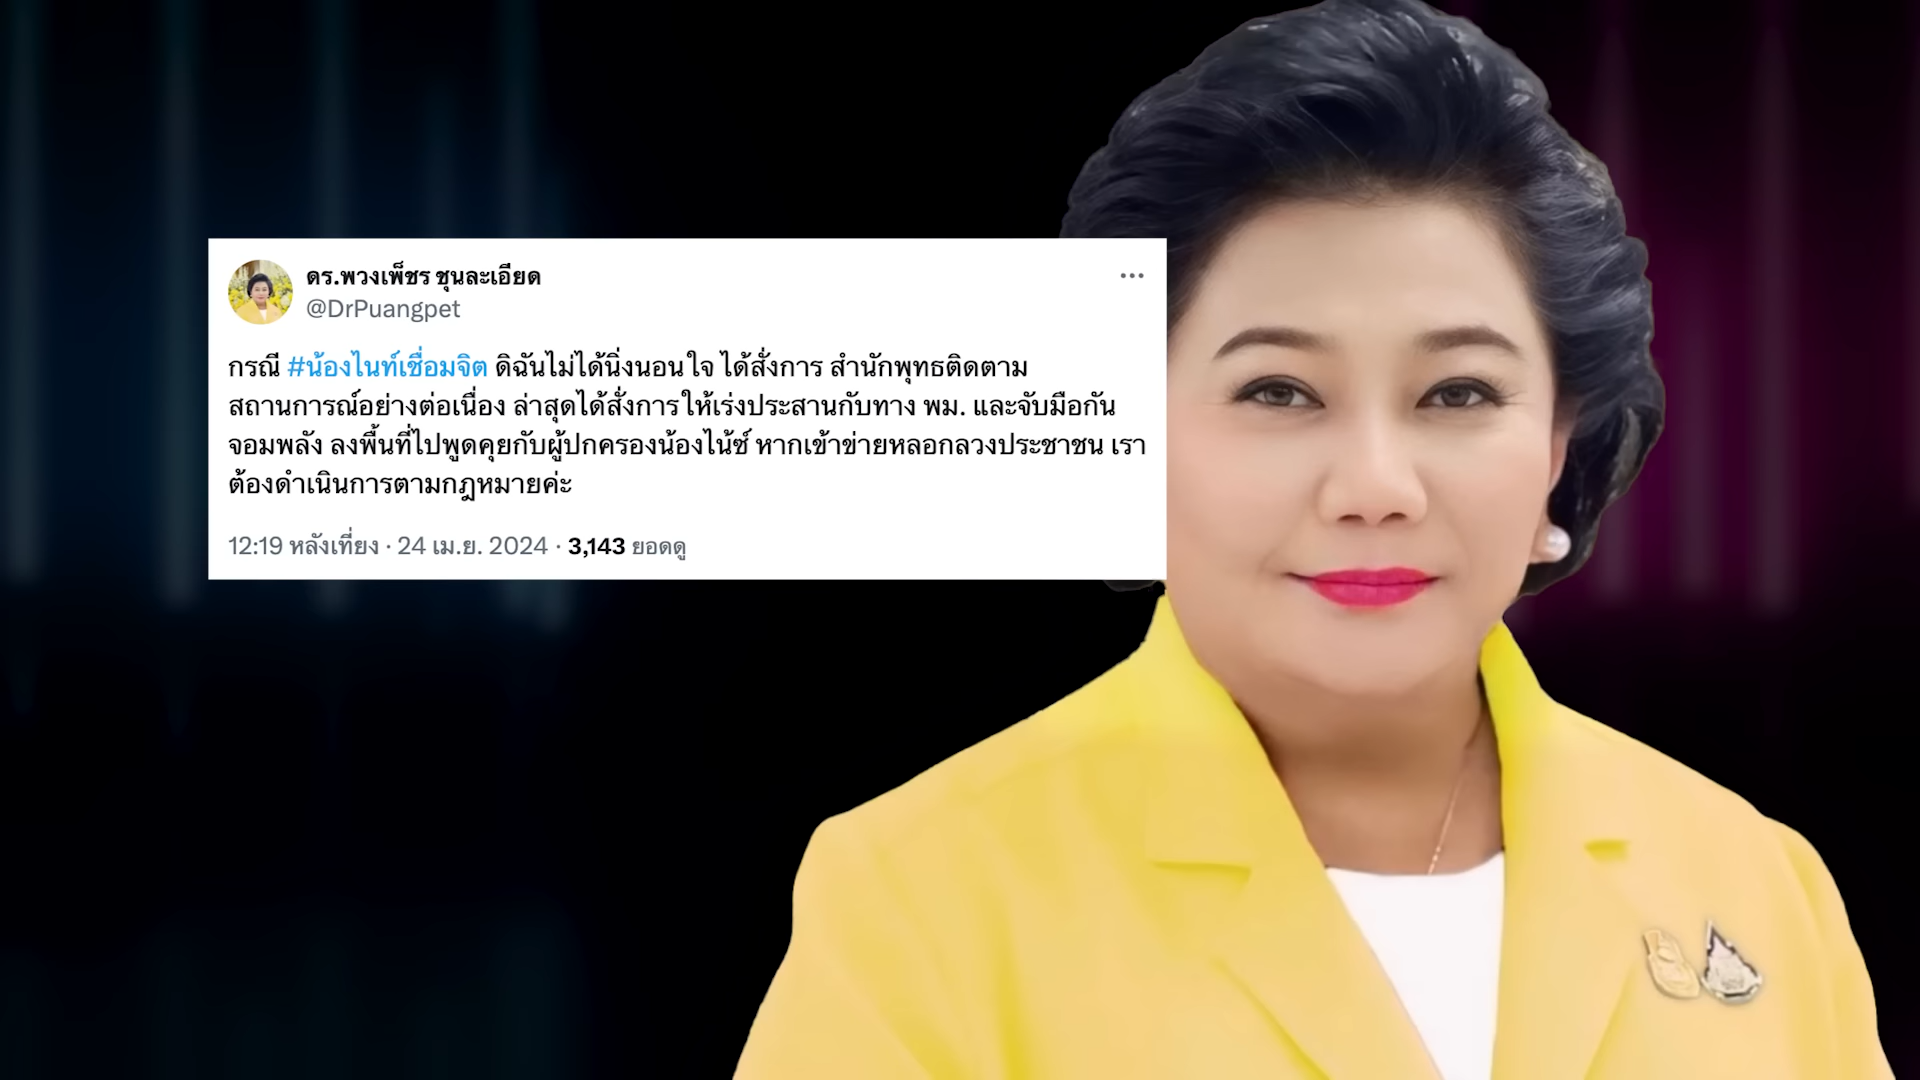 ดร.พวงเพ็ชร ชุนละเอียด
@DrPuangpet
กรณี #น้องไนท์เชื่อมจิต ดิฉันไม่ได้นิ่งนอนใจ ได้สั่งการ สำนักพุทธติดตาม
สถานการณ์อย่างต่อเนื่อง ล่าสุดได้สั่งการให้เร่งประสานกับทาง พม. และจับมือกัน
จอมพลัง ลงพื้นที่ไปพูดคุยกับผู้ปกครองน้องไน้ซ์ หากเข้าข่ายหลอกลวงประชาชน เรา
ต้องดำเนินการตามกฎหมายค่ะ
12:19 หลังเที่ยง · 24 เม.ย. 2024 · 3,143 ยอดดู